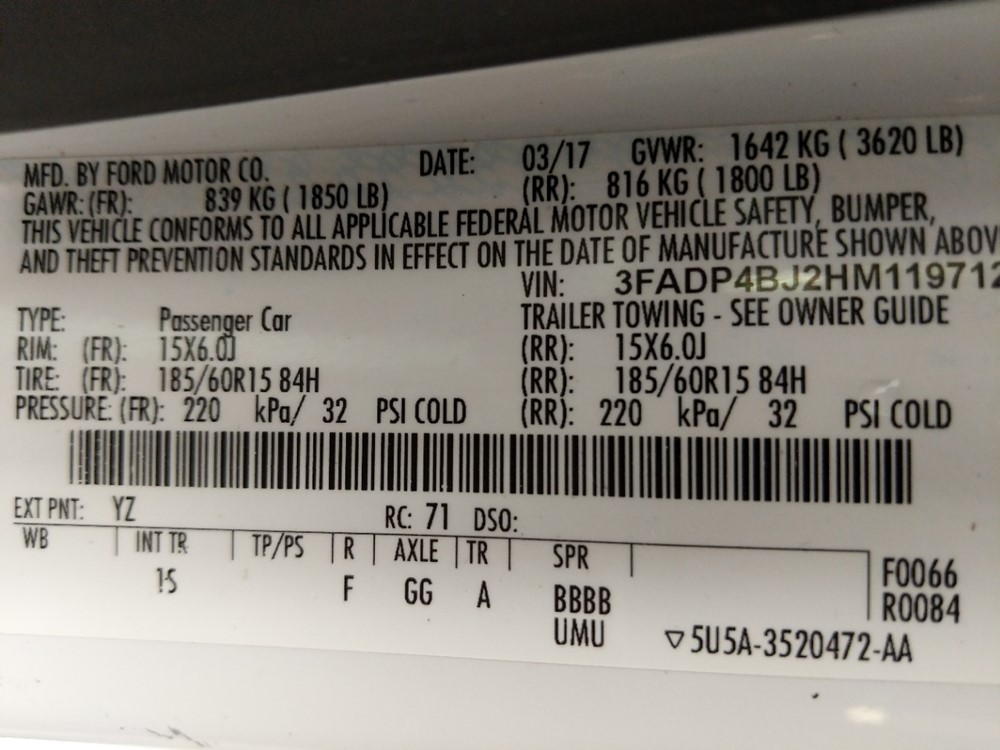 MFD. BY FORD MOTOR CO. DATE: 03/17 GVWR: 1642 KG ( 3620 LB)
GAWR: (FR): 839 KG ( 1850 LB) (RR): 816 KG ( 1800 LB)
THIS VEHICLE CONFORMS TO ALL APPLICABLE FEDERAL MOTOR VEHICLE SAFETY, BUMPER,
AND THEFT PREVENTION STANDARDS IN EFFECT ON THE DATE OF MANUFACTURE SHOWN ABOV
VIN: 3FADP4BJ2HM119712
TYPE: Passenger Car TRAILER TOWING - SEE OWNER GUIDE
RIM: (FR): 15X6.0J (RR): 15X6.0J
TIRE: (FR): 185/60R15 84H (RR): 185/60R15 84H
PRESSURE: (FR): 220 kPa/ 32 PSI COLD (RR): 220 kPa/ 32 PSI COLD
EXT PNT: YZ RC: 71 DSO:
WB INT TR TP/PS R AXLE TR SPR
F0066
F GG A BBBB R0084
UMU ▽5U5A-3520472-AA